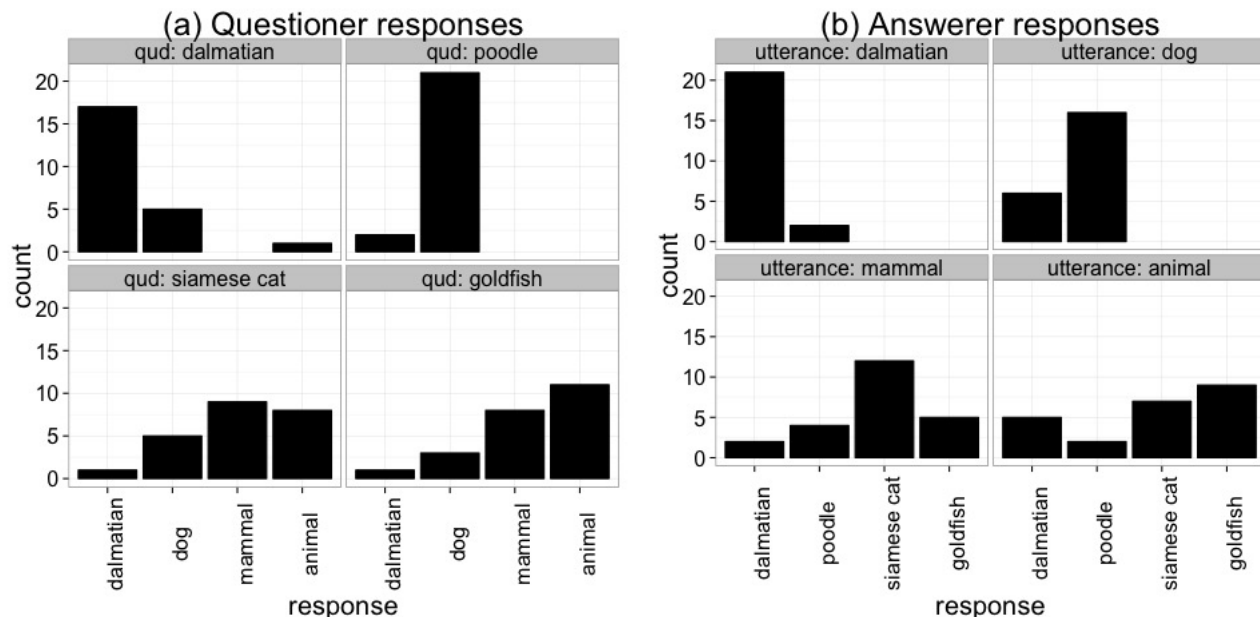 (a) Questioner responses
qud: dalmatian
qud: poodle
20
15
10
5
0
qud: siamese cat
qud: goldfish
20
15
10
5
0
count
dalmatian
dog
mammal
animal
dalmatian
dog
mammal
animal
response
(b) Answerer responses
utterance: dalmatian
utterance: dog
20
15
10
5
0
utterance: mammal
utterance: animal
20
15
10
5
0
count
dalmatian
poodle
siamese cat
goldfish
dalmatian
poodle
siamese cat
goldfish
response